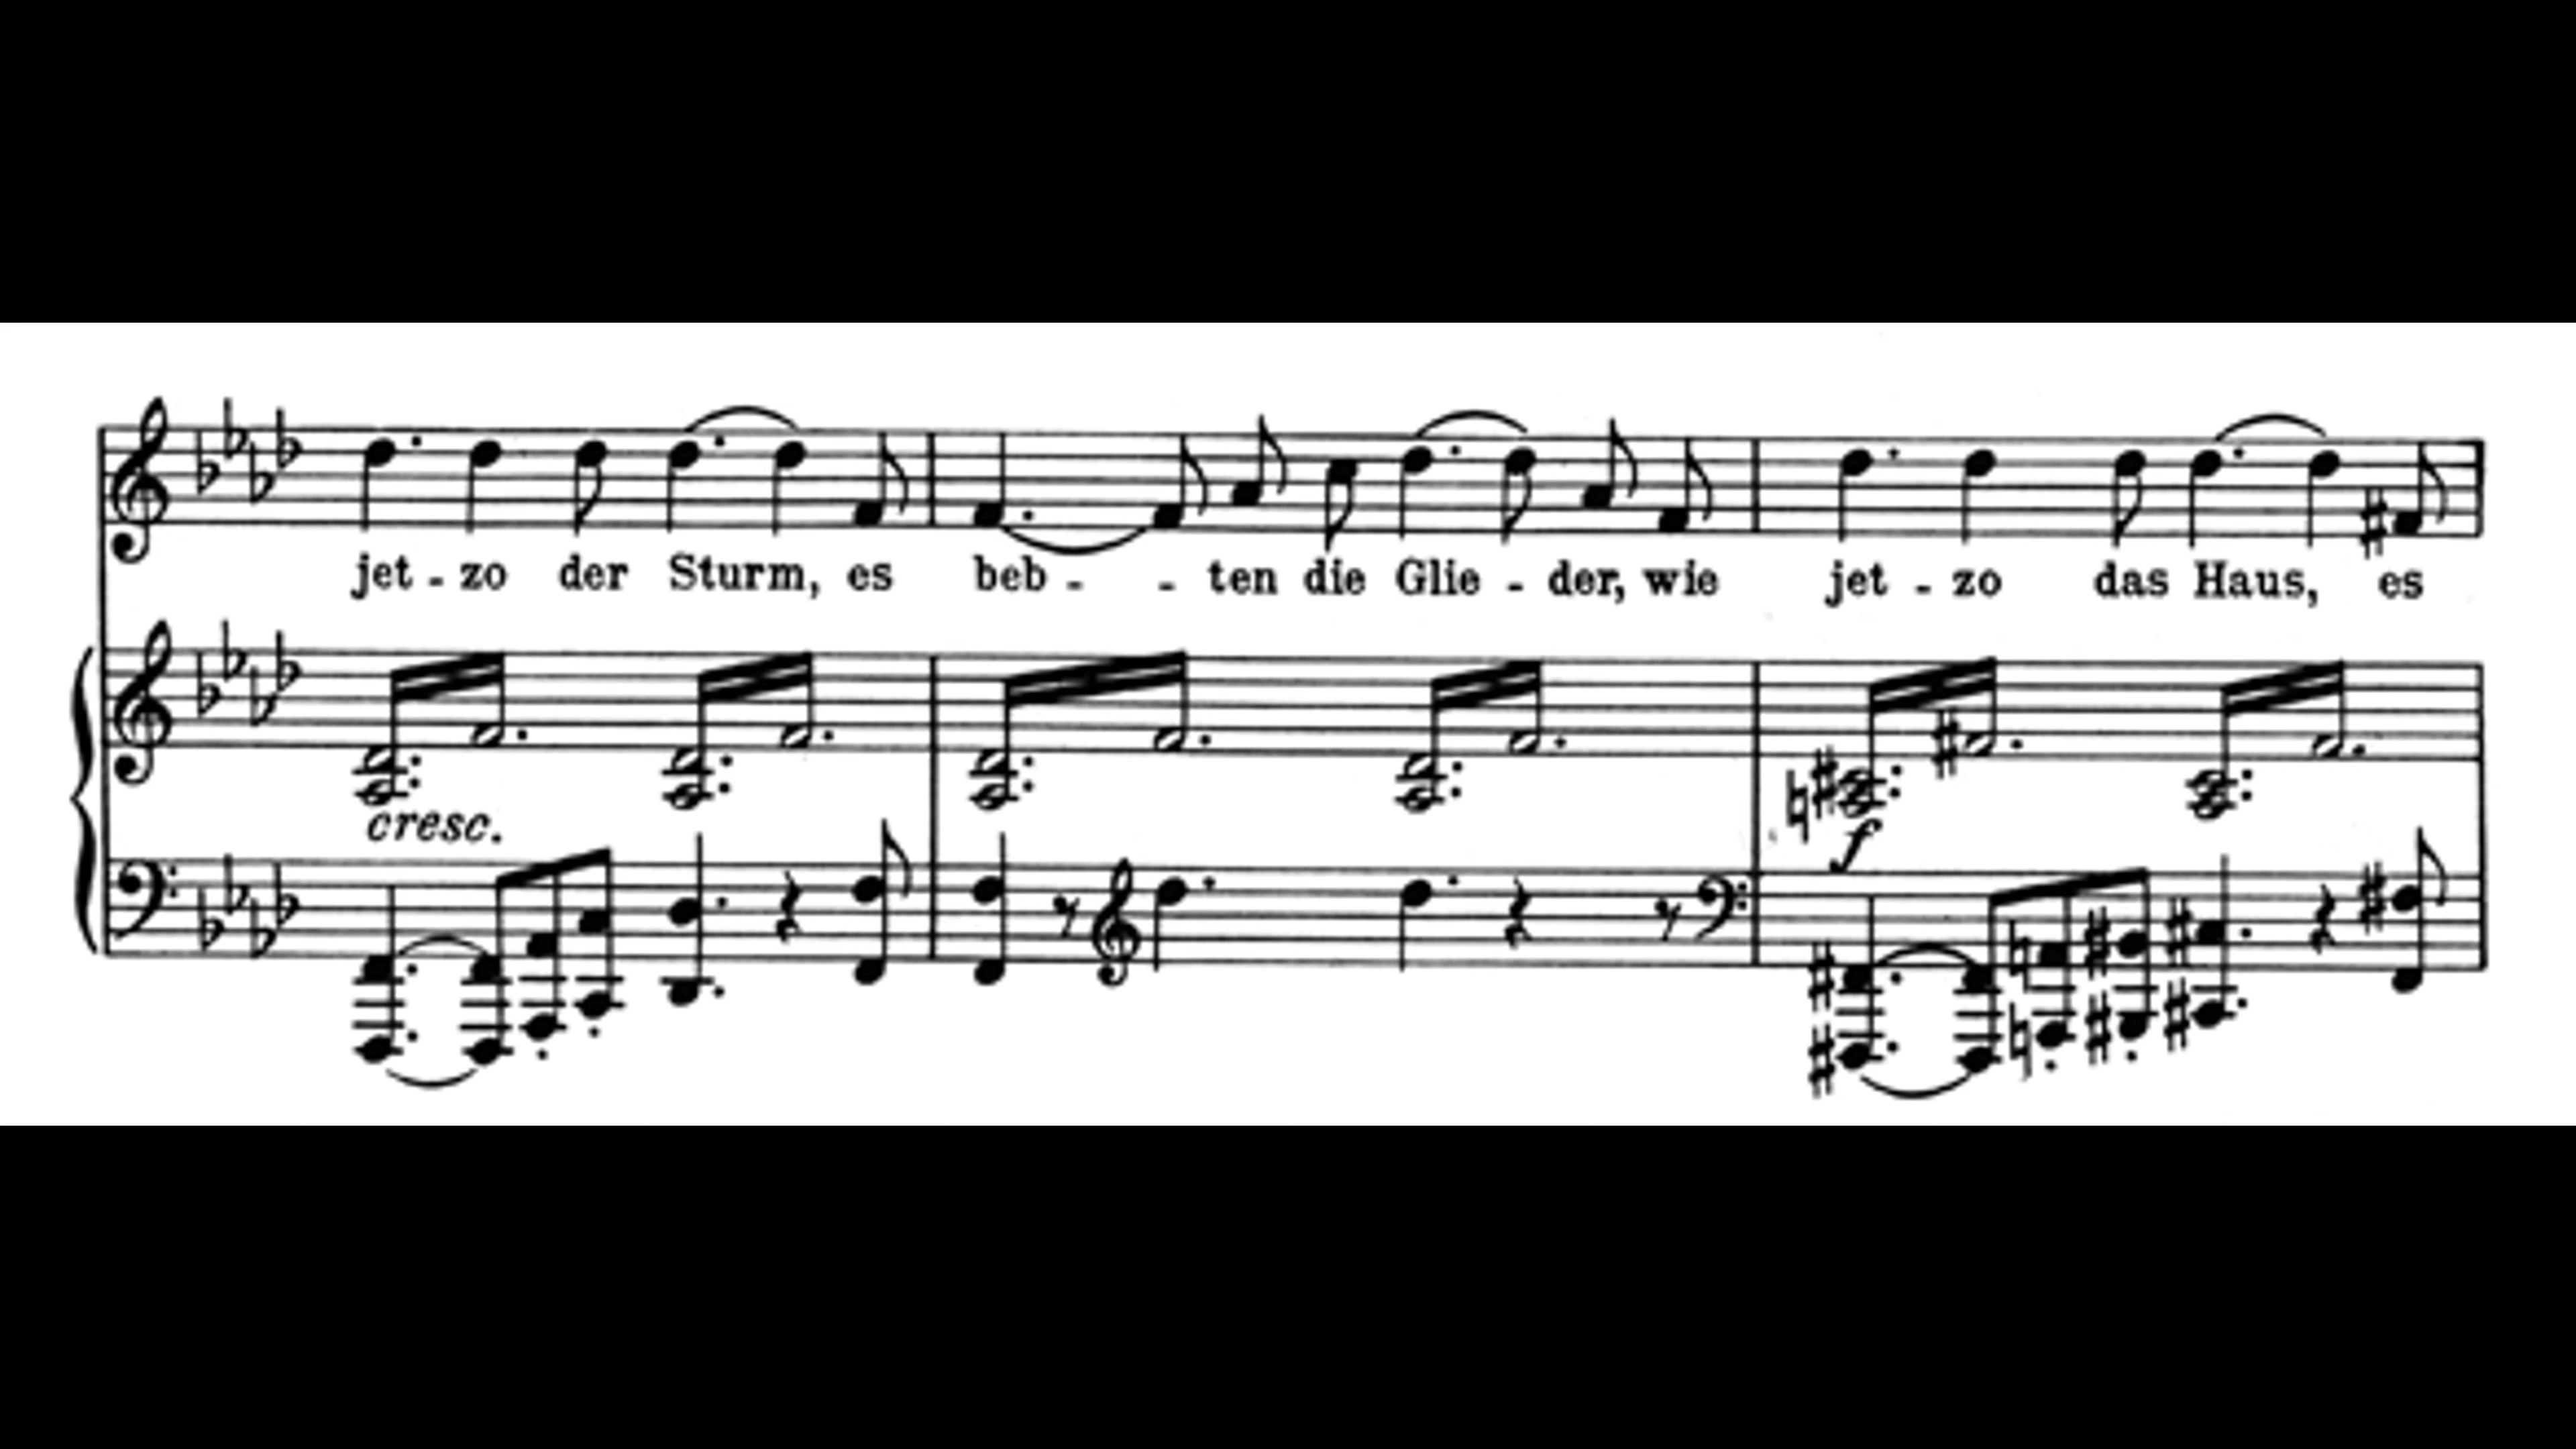 jet - zo der Sturm, es beb - - ten die Glie - der, wie jet - zo das Haus, es
cresc.
f